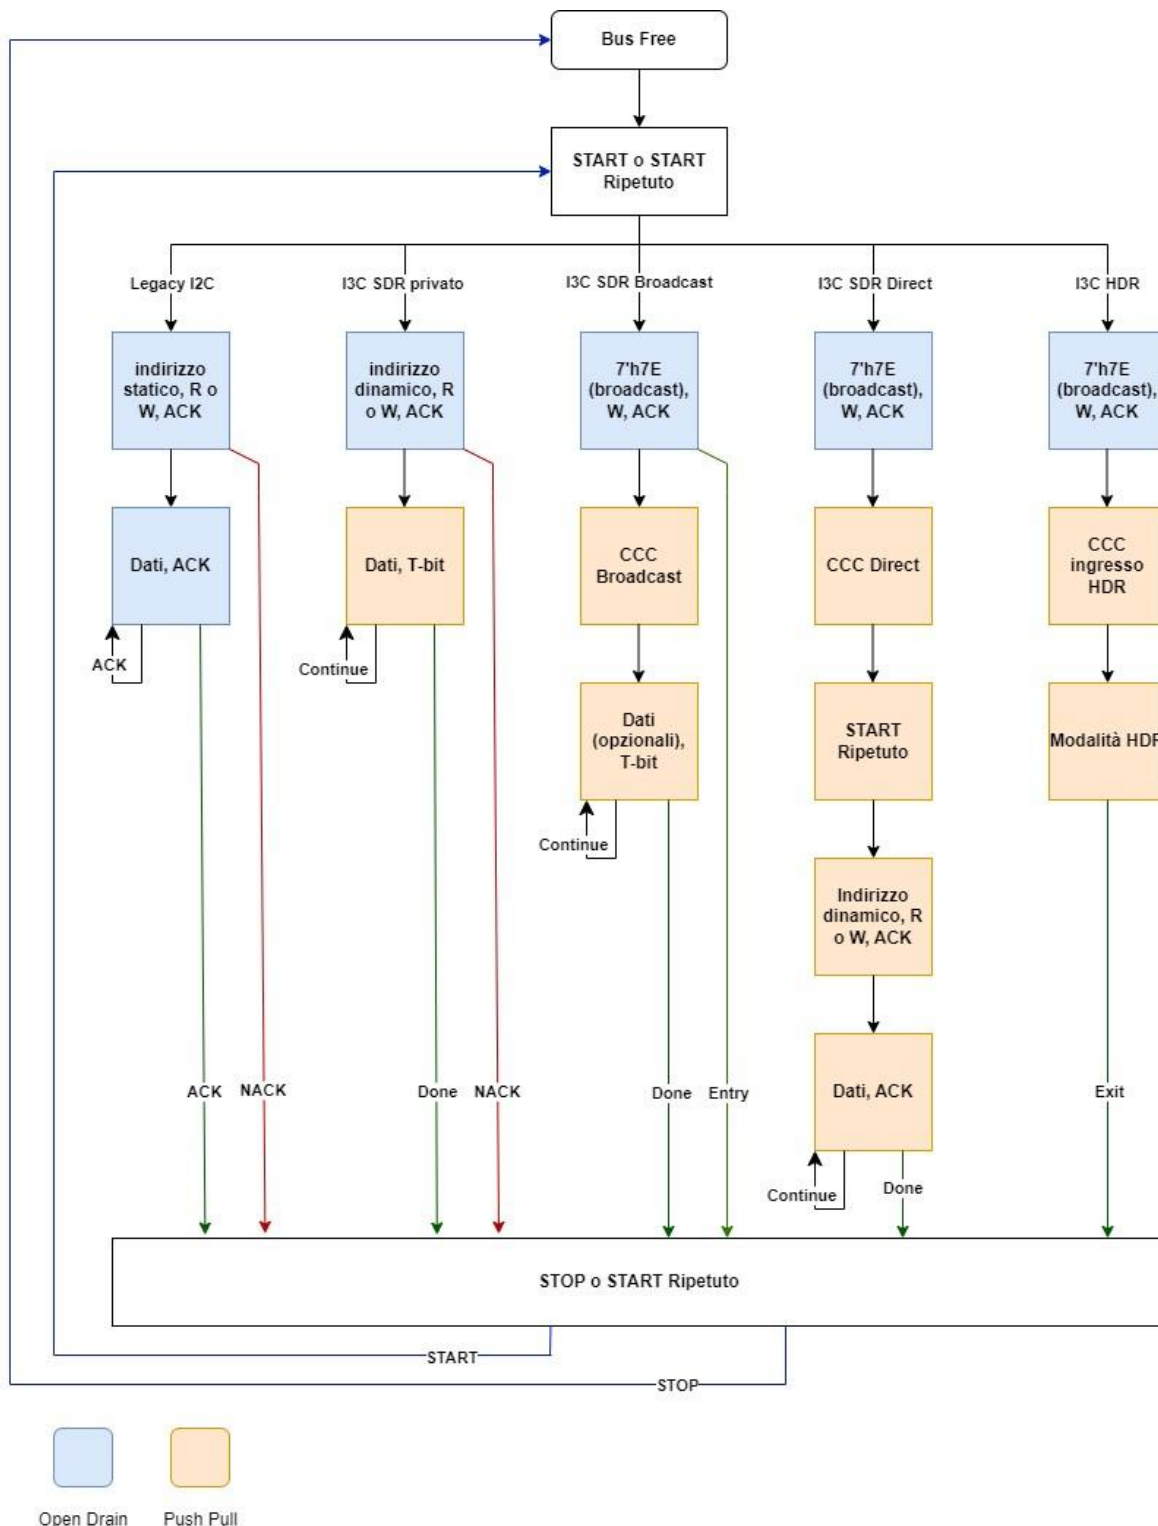 Bus Free
START o START
Ripetuto
Legacy I2C
I3C SDR privato
I3C SDR Broadcast
I3C SDR Direct
I3C HDR
indirizzo
statico, R o
W, ACK
indirizzo
dinamico, R
o W, ACK
7'h7E
(broadcast),
W, ACK
7'h7E
(broadcast),
W, ACK
7'h7E
(broadcast),
W, ACK
Dati, ACK
Dati, T-bit
CCC
Broadcast
CCC Direct
CCC
ingresso
HDR
ACK
Continue
Dati
(opzionali),
T-bit
START
Ripetuto
Modalità HDR
Continue
Indirizzo
dinamico, R
o W, ACK
Dati, ACK
ACK
NACK
Done
NACK
Done
Entry
Exit
Continue
Done
STOP o START Ripetuto
START
STOP
Open Drain
Push Pull